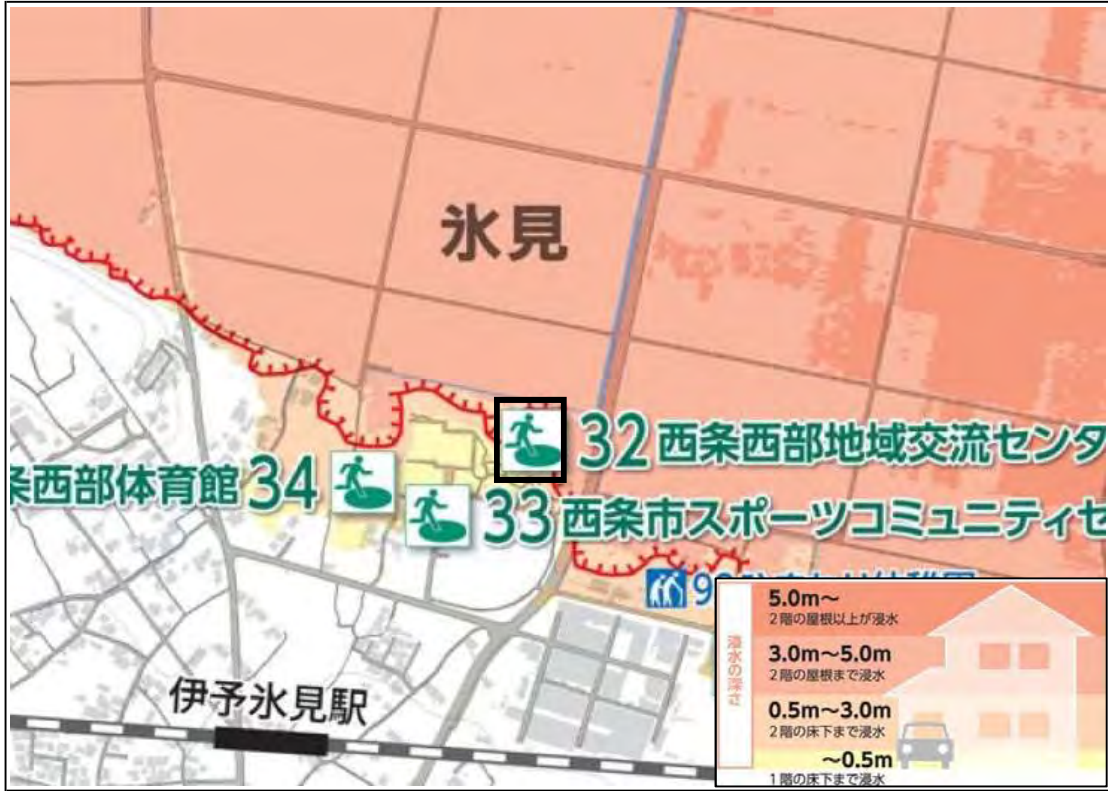 氷見
32 西条西部地域交流センタ
条西部体育館 34
33 西条市スポーツコミュニティセ
伊予氷見駅
浸水の深さ
5.0m～
2階の屋根以上が浸水
3.0m～5.0m
2階の屋根まで浸水
0.5m～3.0m
2階の床下まで浸水
～0.5m
1階の床下まで浸水